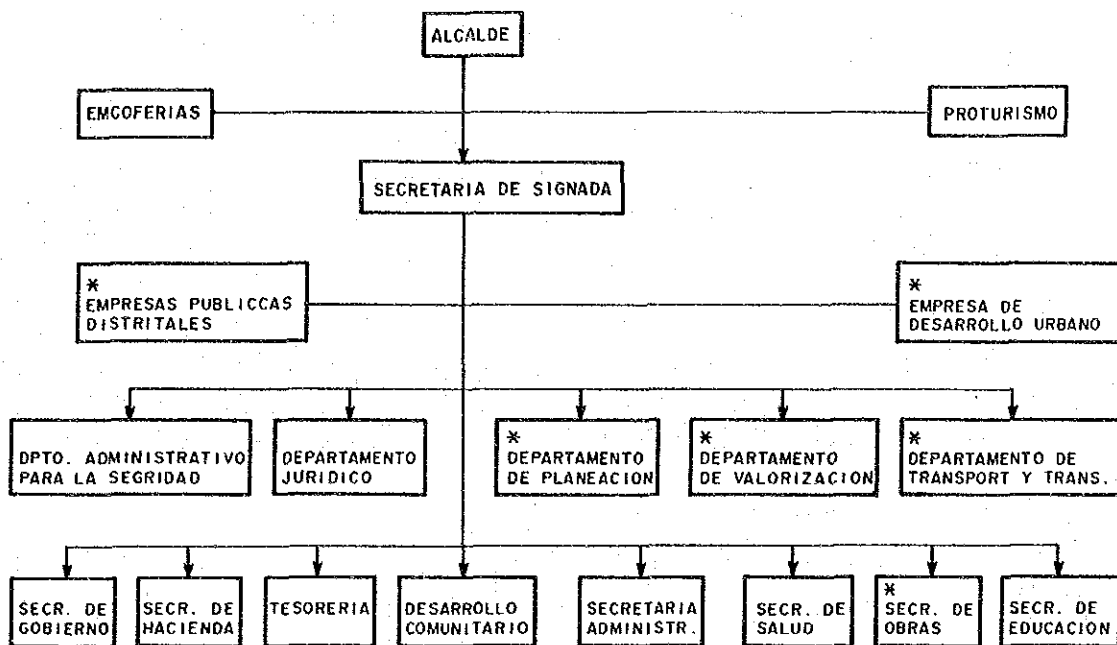 ALCALDE
EMCOFERIAS
PROTURISMO
SECRETARIA DE SIGNADA
*
EMPRESAS PUBLICCAS
DISTRITALES
*
EMPRESA DE
DESARROLLO URBANO
DPTO. ADMINISTRATIVO
PARA LA SEGRIDAD
DEPARTAMENTO
JURIDICO
*
DEPARTAMENTO
DE PLANEACION
*
DEPARTAMENTO
DE VALORIZACION
*
DEPARTAMENTO DE
TRANSPORT Y TRANS.
SECR. DE
GOBIERNO
SECR. DE
HACIENDA
TESORERIA
DESARROLLO
COMUNITARIO
SECRETARIA
ADMINISTR.
SECR. DE
SALUD
*
SECR. DE
OBRAS
SECR. DE
EDUCACION